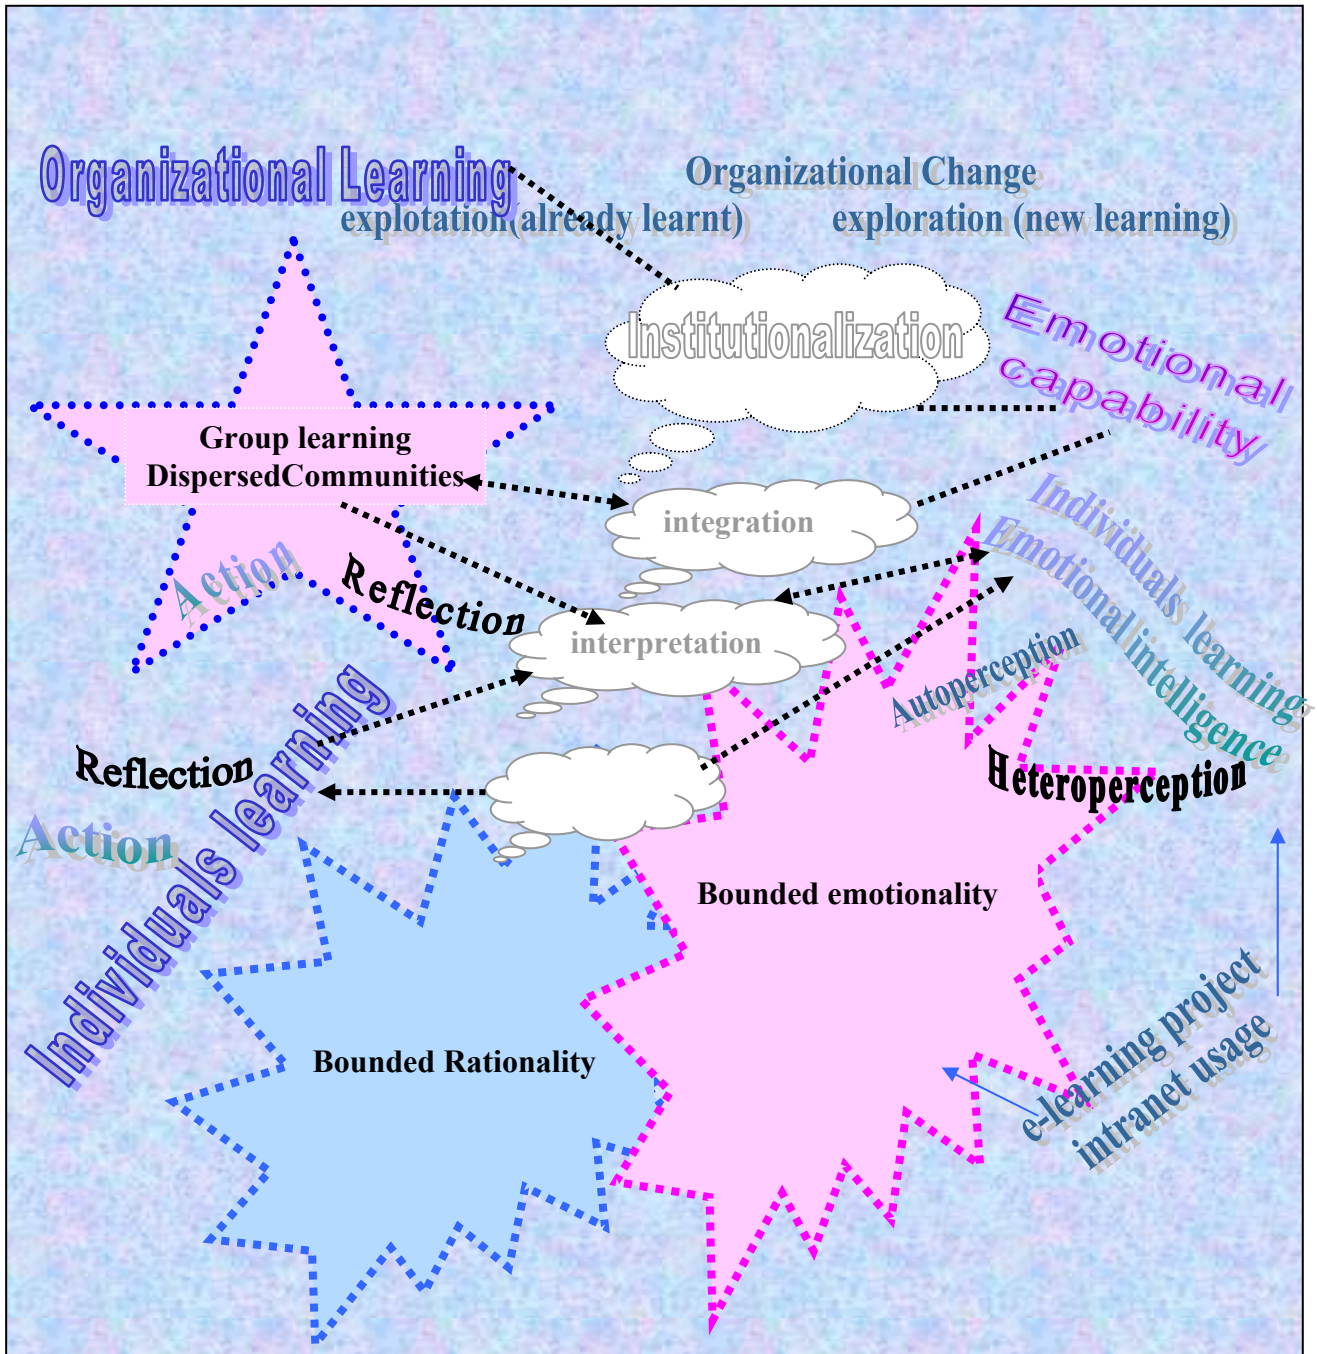 Organizational Learning
Organizational Change
explotation(already learnt)
exploration (new learning)
Institutionalization
Emotional
capability
Group learning
DispersedCommunities
integration
Individuals learning
Emotional intelligence
Action
Reflection
interpretation
Autoperception
Reflection
Heteroperception
Action
Individuals learning
Bounded emotionality
Bounded Rationality
e-learning project
intranet usage